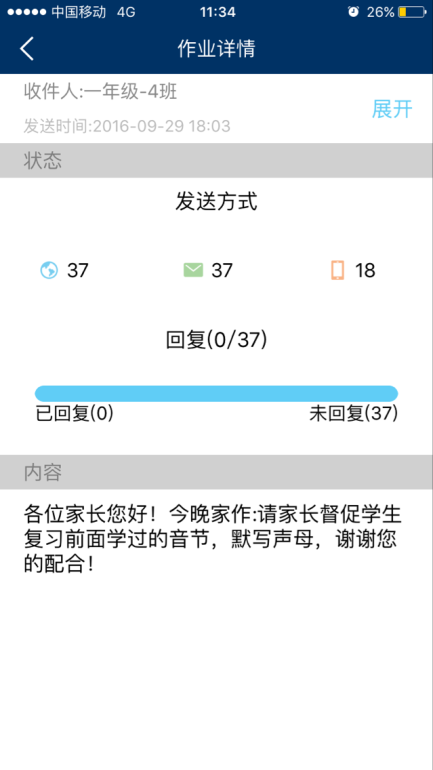 中国移动 4G 11:34 26%
作业详情
收件人:一年级-4班
展开
发送时间:2016-09-29 18:03
状态
发送方式
37 37 18
回复(0/37)
已回复(0) 未回复(37)
内容
各位家长您好！今晚家作:请家长督促学生
复习前面学过的音节，默写声母，谢谢您
的配合！